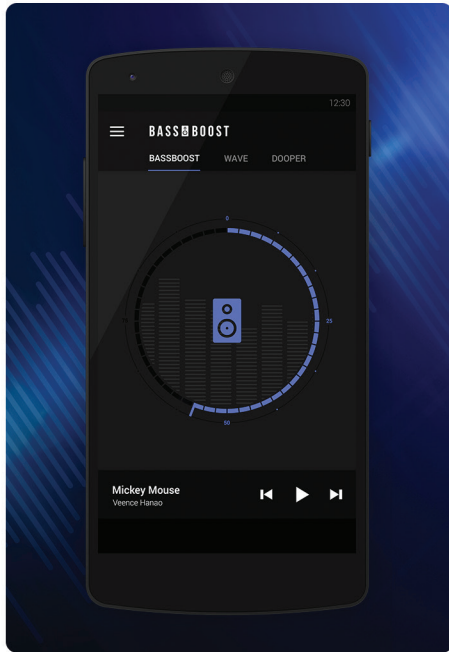 12:30
BASS BOOST
BASSBOOST WAVE DOOPER
0
25
50
Mickey Mouse
Veence Hanao